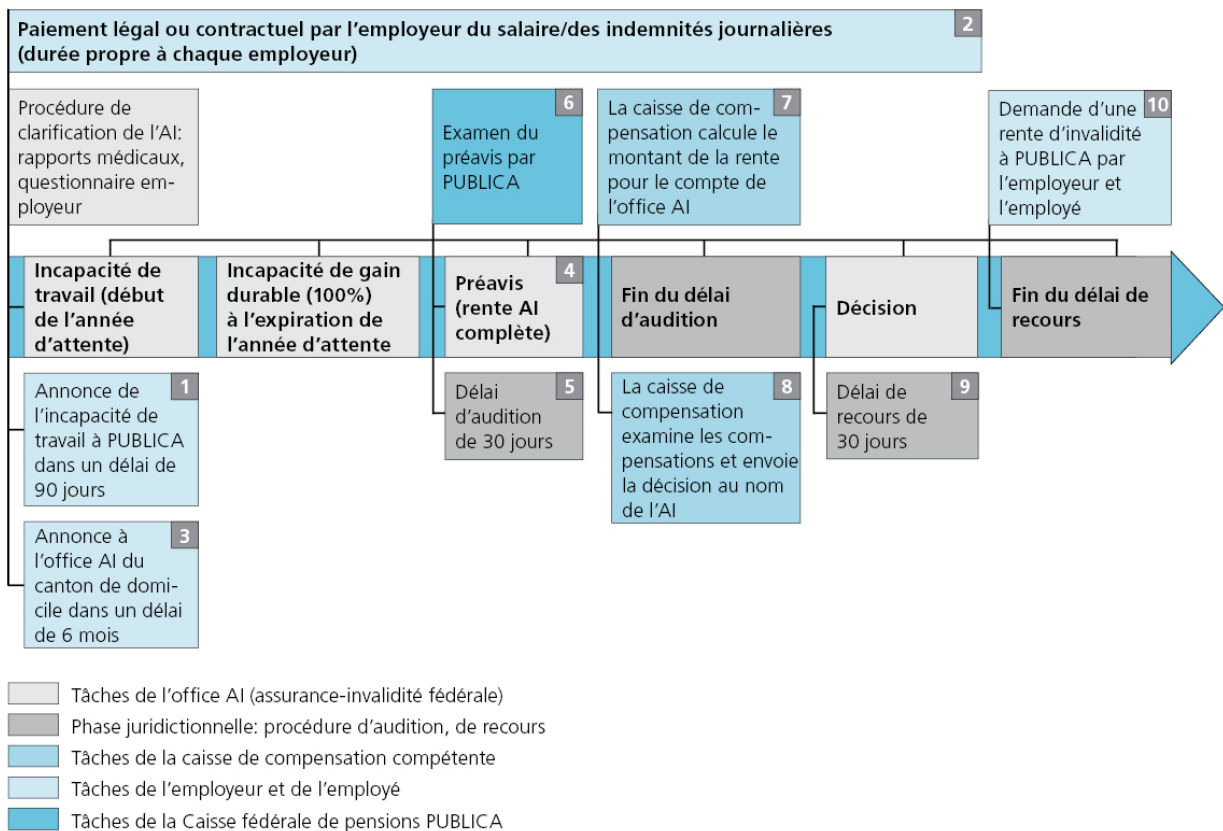 Paiement légal ou contractuel par l'employeur du salaire/des indemnités journalières
(durée propre à chaque employeur)
2
Procédure de
clarification de l'AI:
rapports médicaux,
questionnaire em-
ployeur
6
Examen du
préavis par
PUBLICA
7
La caisse de com-
pensation calcule le
montant de la rente
pour le compte de
l'office AI
10
Demande d'une
rente d'invalidité
à PUBLICA par
l'employeur et
l'employé
Incapacité de
travail (début
de l'année
d'attente)
Incapacité de gain
durable (100%)
à l'expiration de
l'année d'attente
4
Préavis
(rente AI
complète)
Fin du délai
d'audition
Décision
Fin du délai de
recours
1
Annonce de
l'incapacité de
travail à PUBLICA
dans un délai de
90 jours
5
Délai
d'audition
de 30 jours
8
La caisse de
compensation
examine les com-
pensations et envoie
la décision au nom
de l'AI
9
Délai de
recours de
30 jours
3
Annonce à
l'office AI du
canton de domi-
cile dans un délai
de 6 mois
Tâches de l'office AI (assurance-invalidité fédérale)
Phase juridictionnelle: procédure d'audition, de recours
Tâches de la caisse de compensation compétente
Tâches de l'employeur et de l'employé
Tâches de la Caisse fédérale de pensions PUBLICA